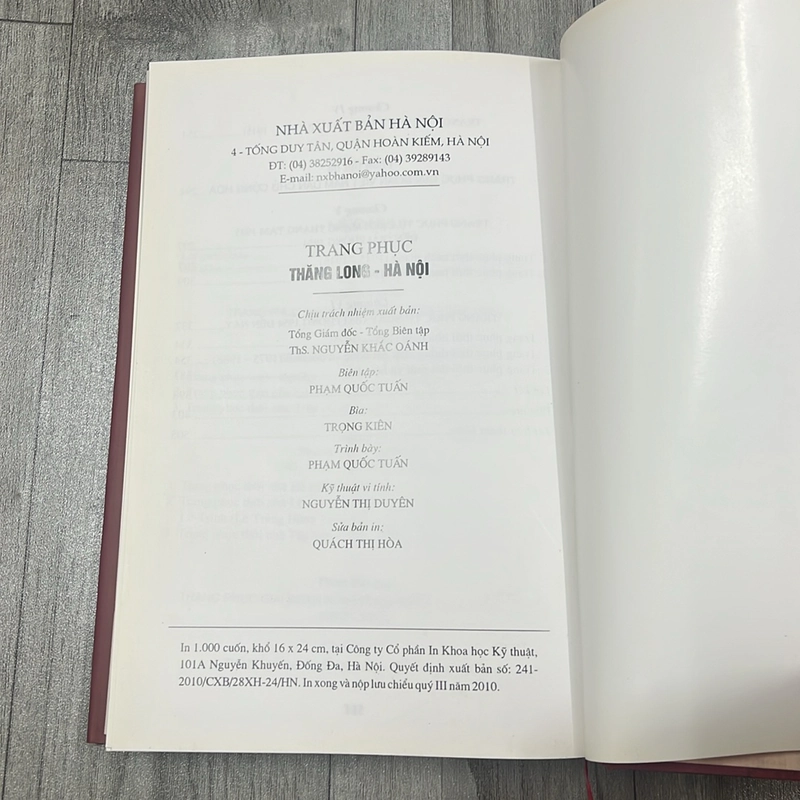 NHÀ XUẤT BẢN HÀ NỘI
4 - TỐNG DUY TÂN, QUẬN HOÀN KIẾM, HÀ NỘI
ĐT: (04) 38252916 - Fax: (04) 39289143
E-mail: nxbhanoi@yahoo.com.vn
TRANG PHỤC
THĂNG LONG - HÀ NỘI
Chịu trách nhiệm xuất bản:
Tổng Giám đốc - Tổng Biên tập
ThS. NGUYỄN KHẮC OÁNH
Biên tập:
PHẠM QUỐC TUẤN
Bìa:
TRỌNG KIÊN
Trình bày:
PHẠM QUỐC TUẤN
Kỹ thuật vi tính:
NGUYỄN THỊ DUYÊN
Sửa bản in:
QUÁCH THỊ HÒA
In 1.000 cuốn, khổ 16 x 24 cm, tại Công ty Cổ phần In Khoa học Kỹ thuật,
101A Nguyễn Khuyến, Đống Đa, Hà Nội. Quyết định xuất bản số: 241-
2010/CXB/28XH-24/HN. In xong và nộp lưu chiểu quý III năm 2010.